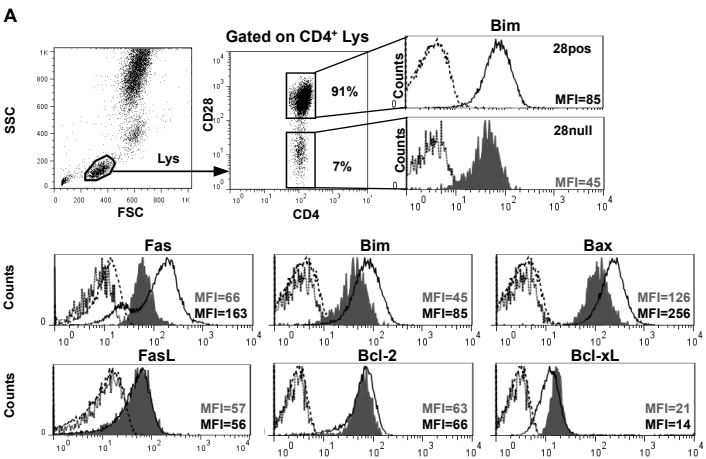 A
Gated on CD4+ Lys
Bim
1K
800
600
400
200
0
SSC
0 200 400 600 800 1K
FSC
Lys
10^4
10^3
10^2
10^1
10^0
CD28
91%
7%
10^0 10^1 10^2 10^3 10^4
CD4
Counts
0
28pos
MFI=85
Counts
0
28null
MFI=45
10^0 10^1 10^2 10^3 10^4
Fas Bim Bax
Counts
0
MFI=66
MFI=163
10^0 10^1 10^2 10^3 10^4
MFI=45
MFI=85
10^0 10^1 10^2 10^3 10^4
MFI=126
MFI=256
10^0 10^1 10^2 10^3 10^4
FasL Bcl-2 Bcl-xL
Counts
0
MFI=57
MFI=56
10^0 10^1 10^2 10^3 10^4
MFI=63
MFI=66
10^0 10^1 10^2 10^3 10^4
MFI=21
MFI=14
10^0 10^1 10^2 10^3 10^4